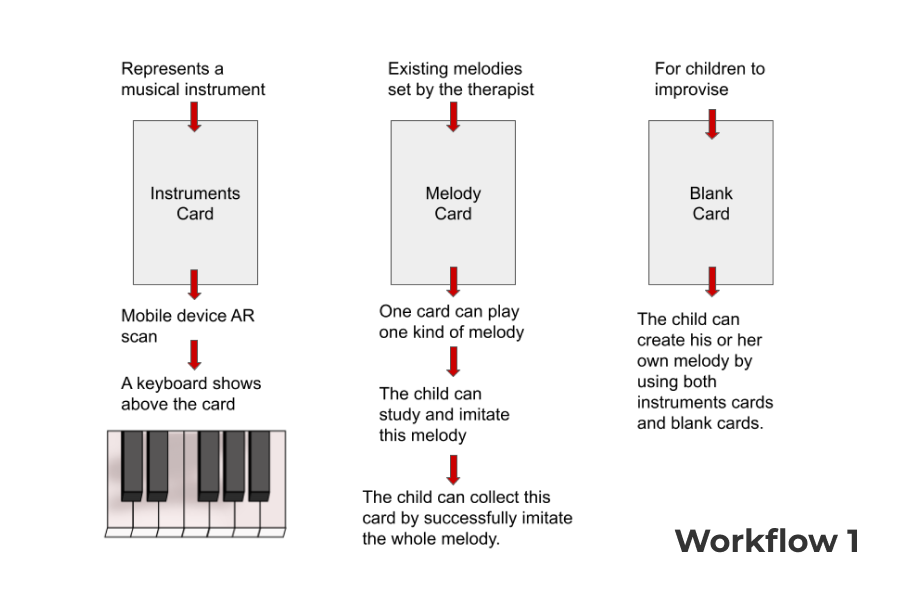 Represents a
musical instrument
Instruments
Card
Mobile device AR
scan
A keyboard shows
above the card
Existing melodies
set by the therapist
Melody
Card
One card can play
one kind of melody
The child can
study and imitate
this melody
The child can collect this
card by successfully imitate
the whole melody.
For children to
improvise
Blank
Card
The child can
create his or her
own melody by
using both
instruments cards
and blank cards.
Workflow 1